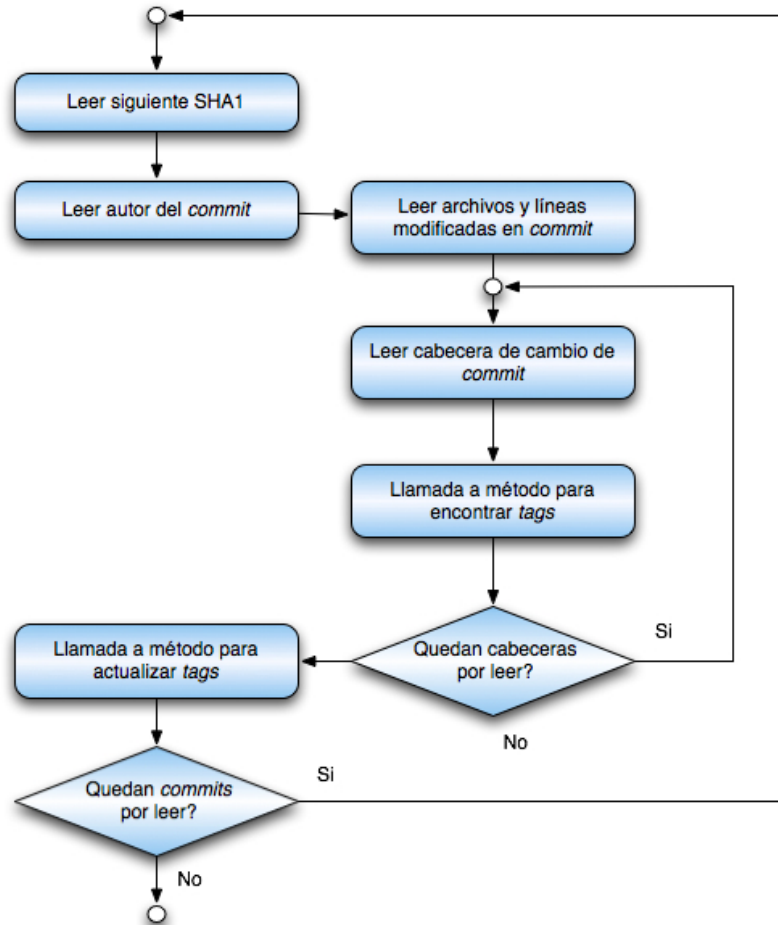 Leer siguiente SHA1
Leer autor del commit
Leer archivos y líneas
modificadas en commit
Leer cabecera de cambio de
commit
Llamada a método para
encontrar tags
Quedan cabeceras
por leer?
Si
No
Llamada a método para
actualizar tags
Quedan commits
por leer?
Si
No